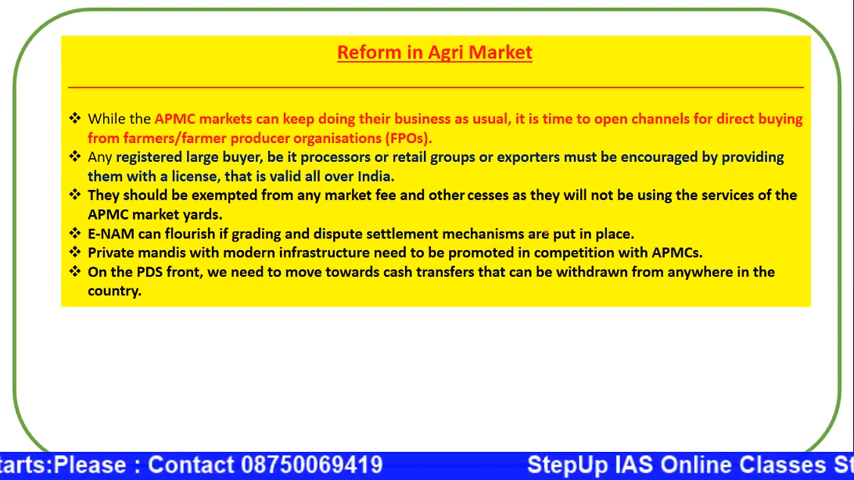 Reform in Agri Market
❖ While the APMC markets can keep doing their business as usual, it is time to open channels for direct buying
from farmers/farmer producer organisations (FPOs).
❖ Any registered large buyer, be it processors or retail groups or exporters must be encouraged by providing
them with a license, that is valid all over India.
❖ They should be exempted from any market fee and other cesses as they will not be using the services of the
APMC market yards.
❖ E-NAM can flourish if grading and dispute settlement mechanisms are put in place.
❖ Private mandis with modern infrastructure need to be promoted in competition with APMCs.
❖ On the PDS front, we need to move towards cash transfers that can be withdrawn from anywhere in the
country.
tarts:Please : Contact 08750069419 StepUp IAS Online Classes St